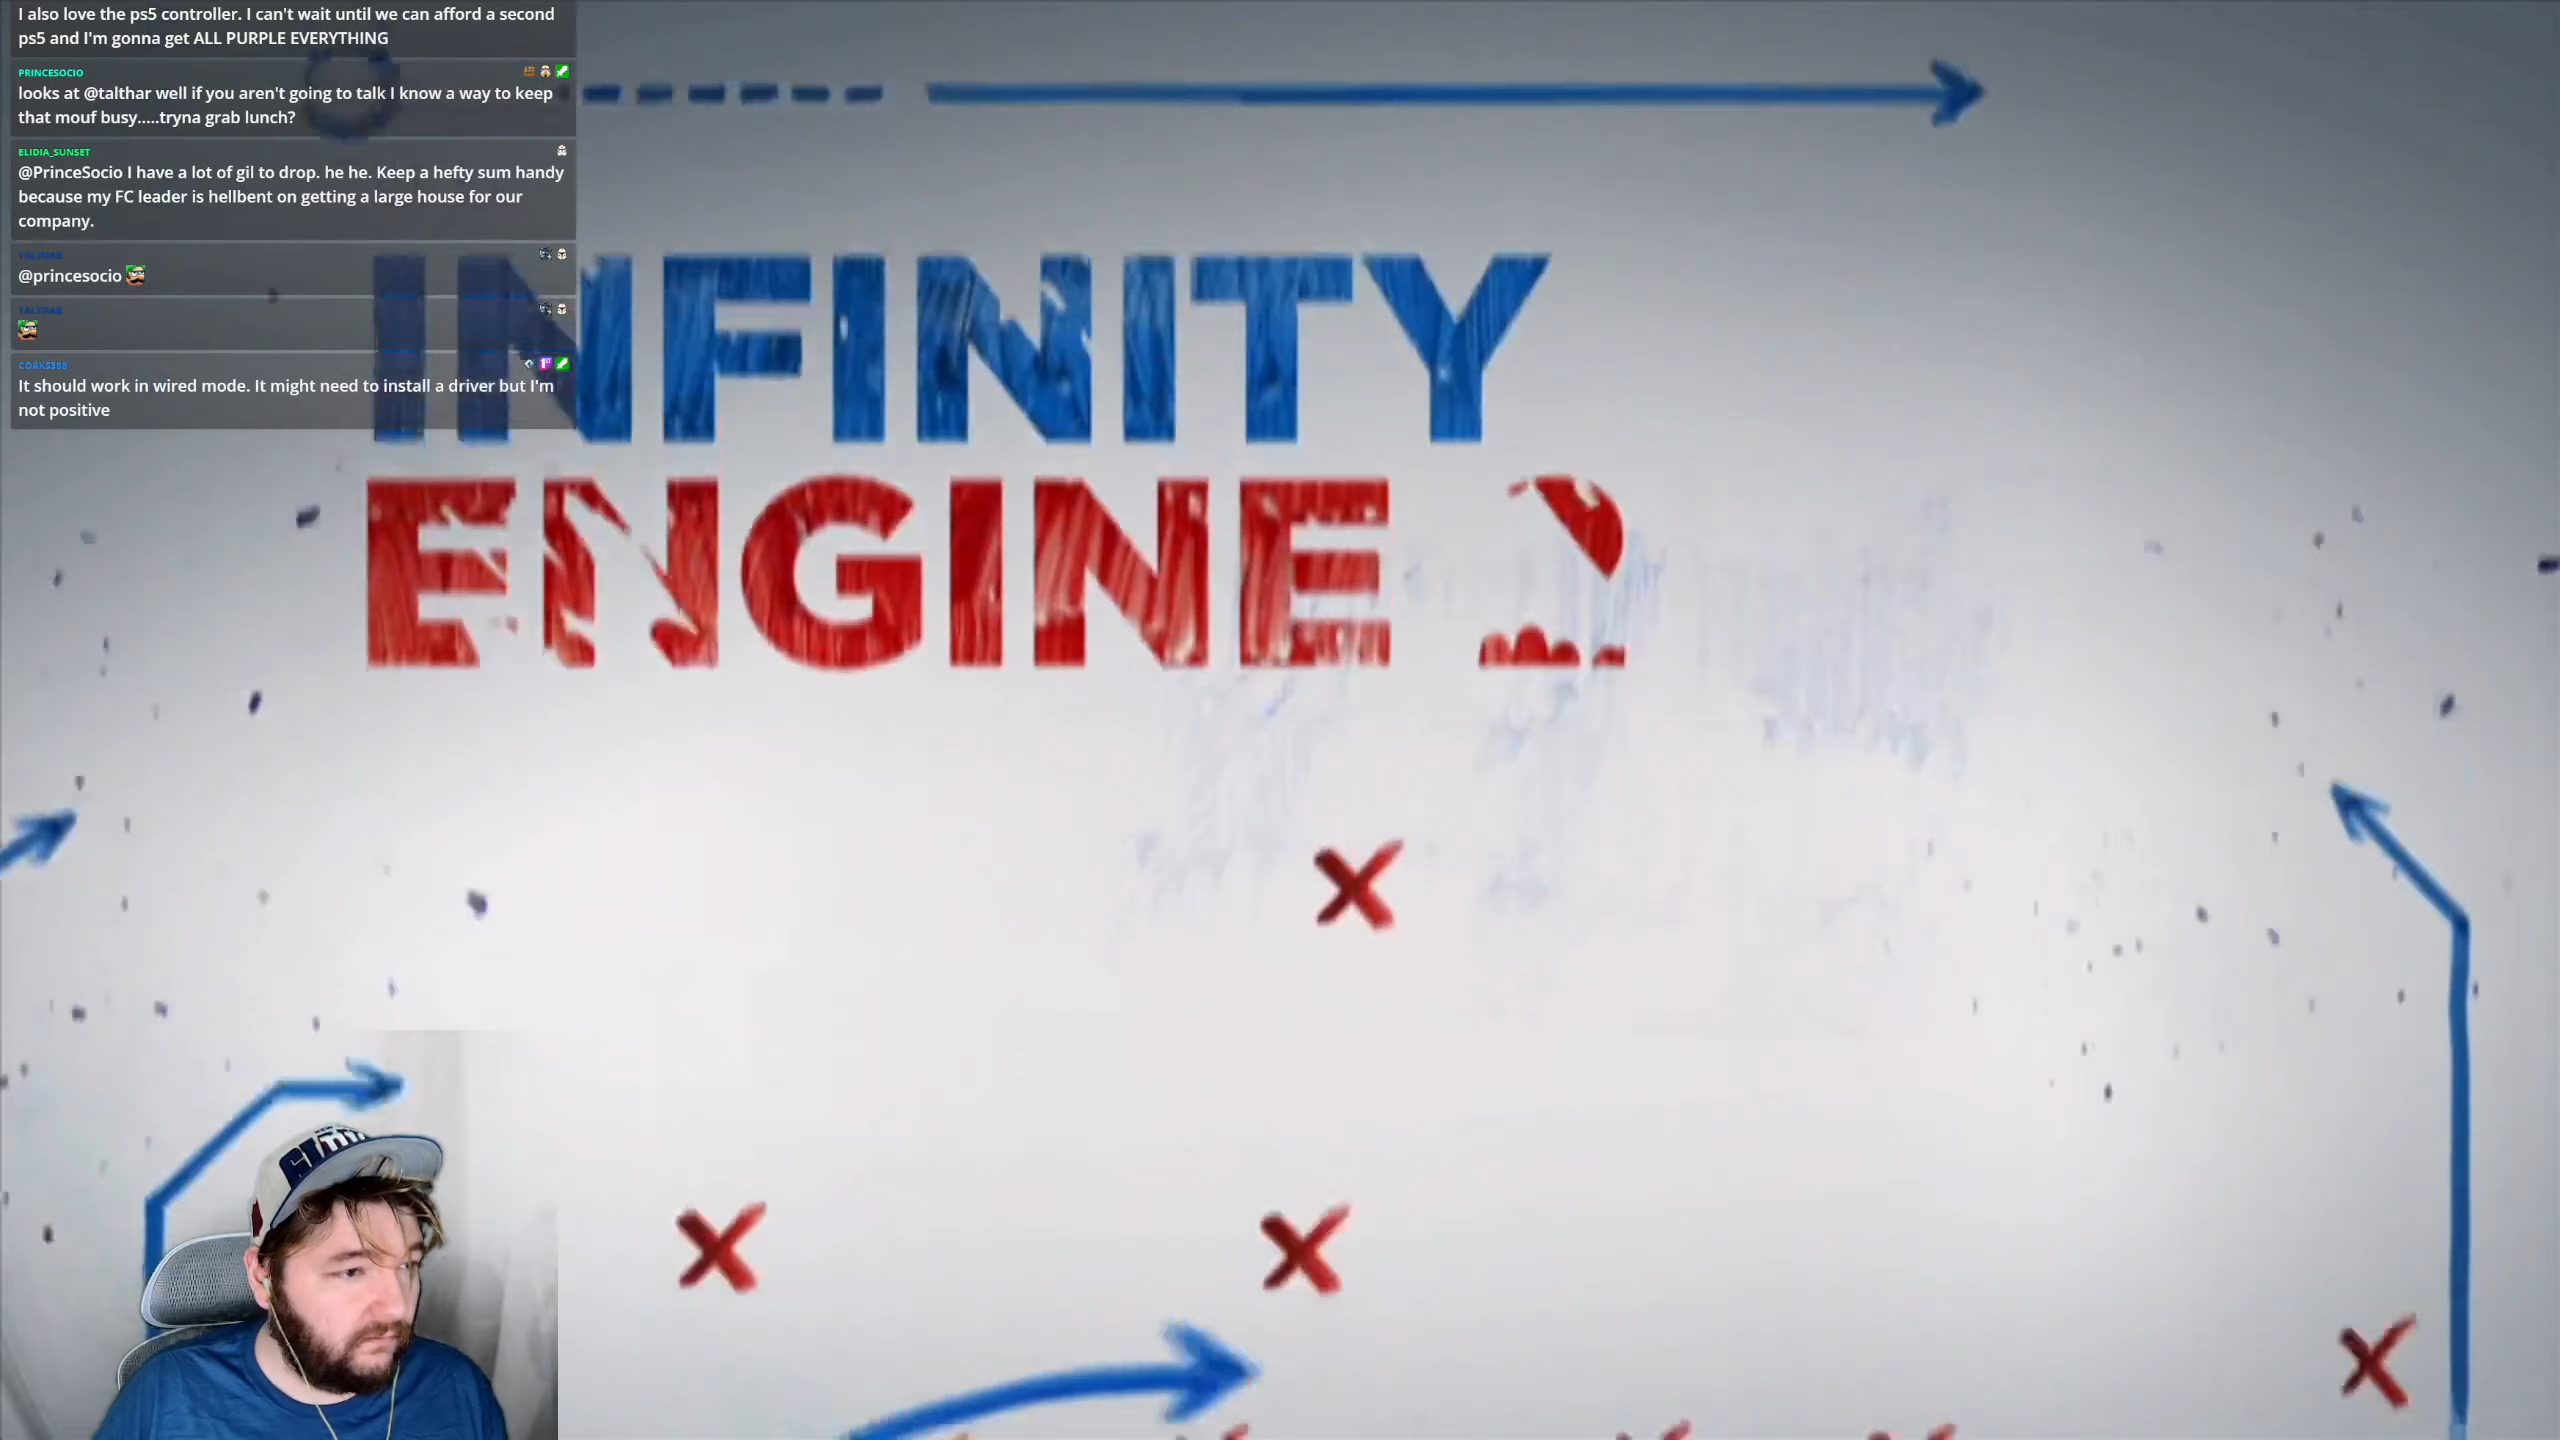 I also love the ps5 controller. I can't wait until we can afford a second
ps5 and I'm gonna get ALL PURPLE EVERYTHING
PRINCESOCIO
looks at @talthar well if you aren't going to talk I know a way to keep
that mouf busy.....tryna grab lunch?
ELIDIA_SUNSET
@PrinceSocio I have a lot of gil to drop. he he. Keep a hefty sum handy
because my FC leader is hellbent on getting a large house for our
company.
TALTHAR
@princesocio
TALTHAR
COAKS388
It should work in wired mode. It might need to install a driver but I'm
not positive
INFINITY
ENGINE 2